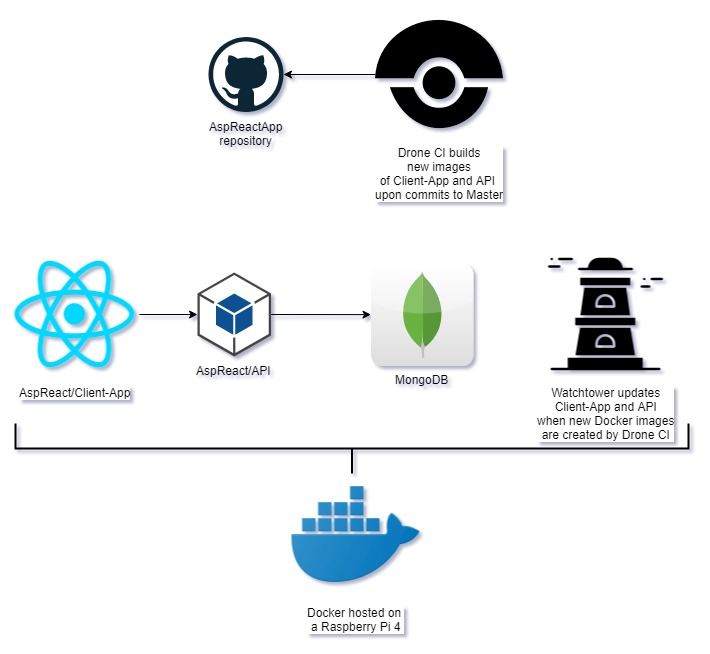 AspReactApp
repository
Drone CI builds
new images
of Client-App and API
upon commits to Master
AspReact/Client-App
AspReact/API
MongoDB
D
D
Watchtower updates
Client-App and API
when new Docker images
are created by Drone CI
Docker hosted on
a Raspberry Pi 4